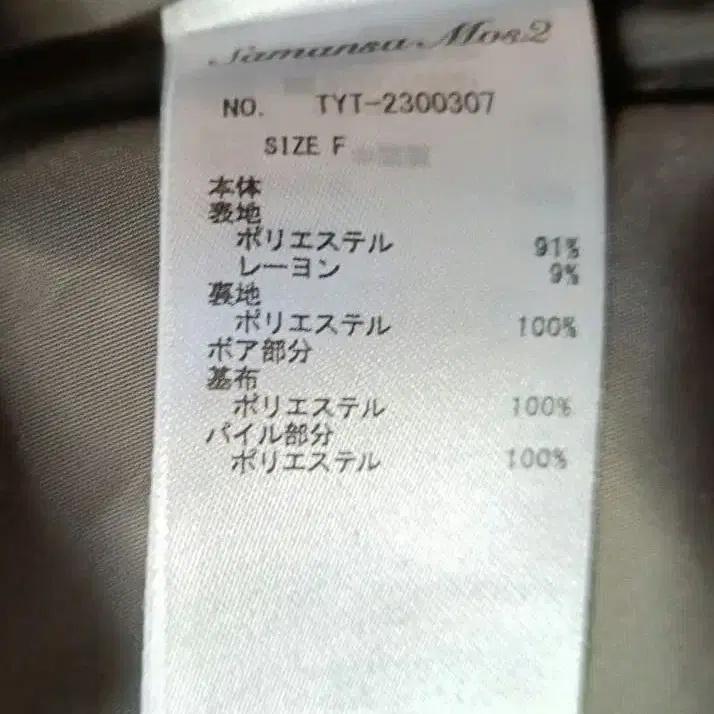 Samansa Mos2
NO. TYT-2300307
SIZE F
本体
表地
ポリエステル 91%
レーヨン 9%
裏地
ポリエステル 100%
ボア部分
基布
ポリエステル 100%
パイル部分
ポリエステル 100%